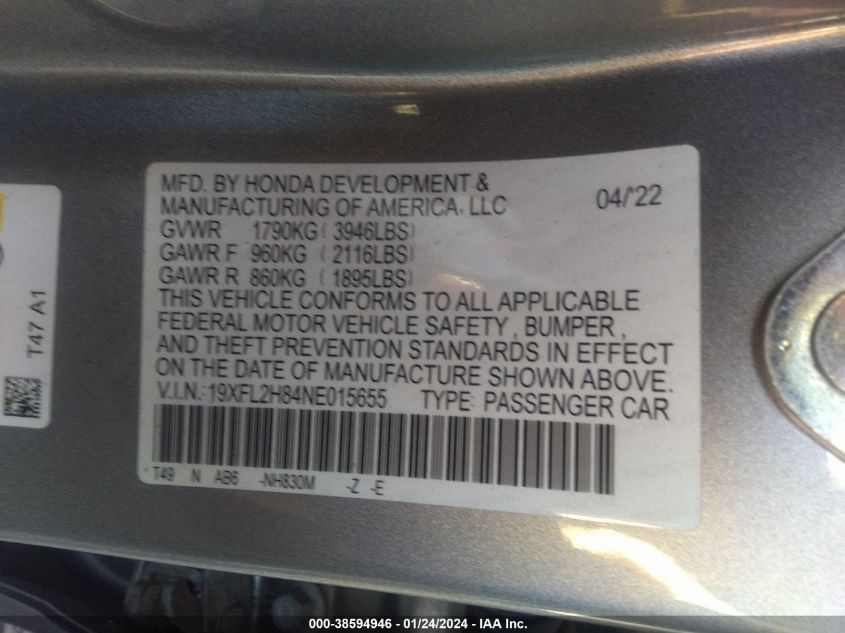 MFD. BY HONDA DEVELOPMENT &
MANUFACTURING OF AMERICA, LLC 04/'22
GVWR 1790KG ( 3946LBS)
GAWR F 960KG ( 2116LBS)
GAWR R 860KG ( 1895LBS)
THIS VEHICLE CONFORMS TO ALL APPLICABLE
FEDERAL MOTOR VEHICLE SAFETY, BUMPER,
AND THEFT PREVENTION STANDARDS IN EFFECT
ON THE DATE OF MANUFACTURE SHOWN ABOVE.
V.I.N.: 19XFL2H84NE015655 TYPE: PASSENGER CAR
T49 N AB6 -NH830M -Z -E
T47 A1
000-38594946 - 01/24/2024 - IAA Inc.